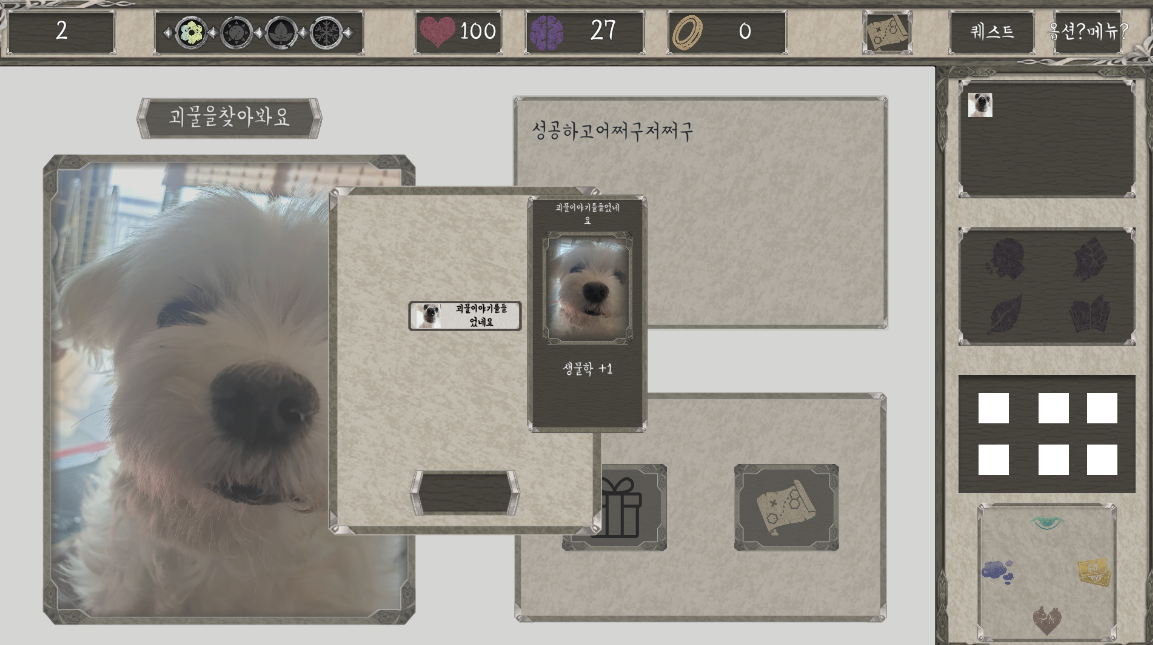 2
100
27
0
퀘스트
옵션?메뉴?
괴물을찾아봐요
성공하고어쩌구저쩌구
괴물이야기를들었네
요
괴물이야기를들
었네요
생물학 +1